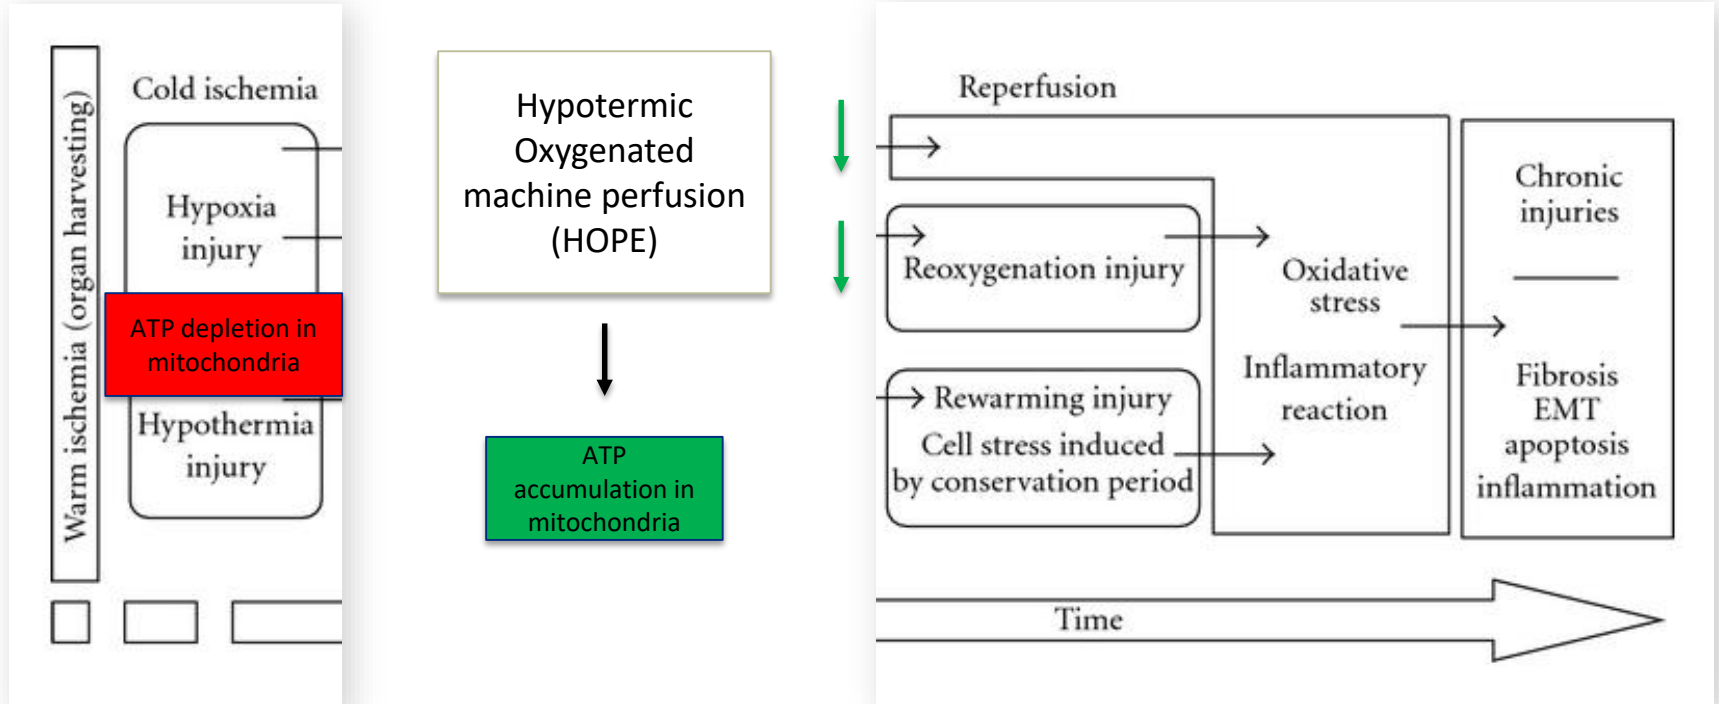 Warm ischemia (organ harvesting)
Cold ischemia
Hypoxia
injury
ATP depletion in
mitochondria
Hypothermia
injury
Hypotermic
Oxygenated
machine perfusion
(HOPE)
ATP
accumulation in
mitochondria
Reperfusion
Reoxygenation injury
Rewarming injury
Cell stress induced
by conservation period
Oxidative
stress
Inflammatory
reaction
Chronic
injuries
Fibrosis
EMT
apoptosis
inflammation
Time